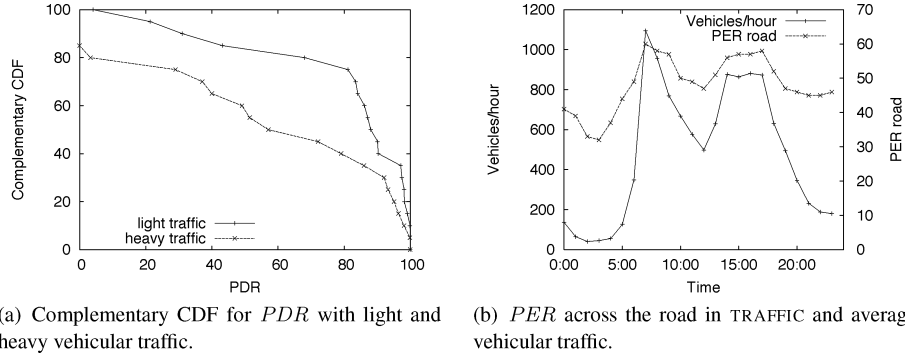 100
80
60
40
20
0
Complementary CDF
light traffic
heavy traffic
0 20 40 60 80 100
PDR
(a) Complementary CDF for PDR with light and
heavy vehicular traffic.
1200
1000
800
600
400
200
0
Vehicles/hour
Vehicles/hour
PER road
70
60
50
40
30
20
10
0
PER road
0:00 5:00 10:00 15:00 20:00
Time
(b) PER across the road in TRAFFIC and averag
vehicular traffic.